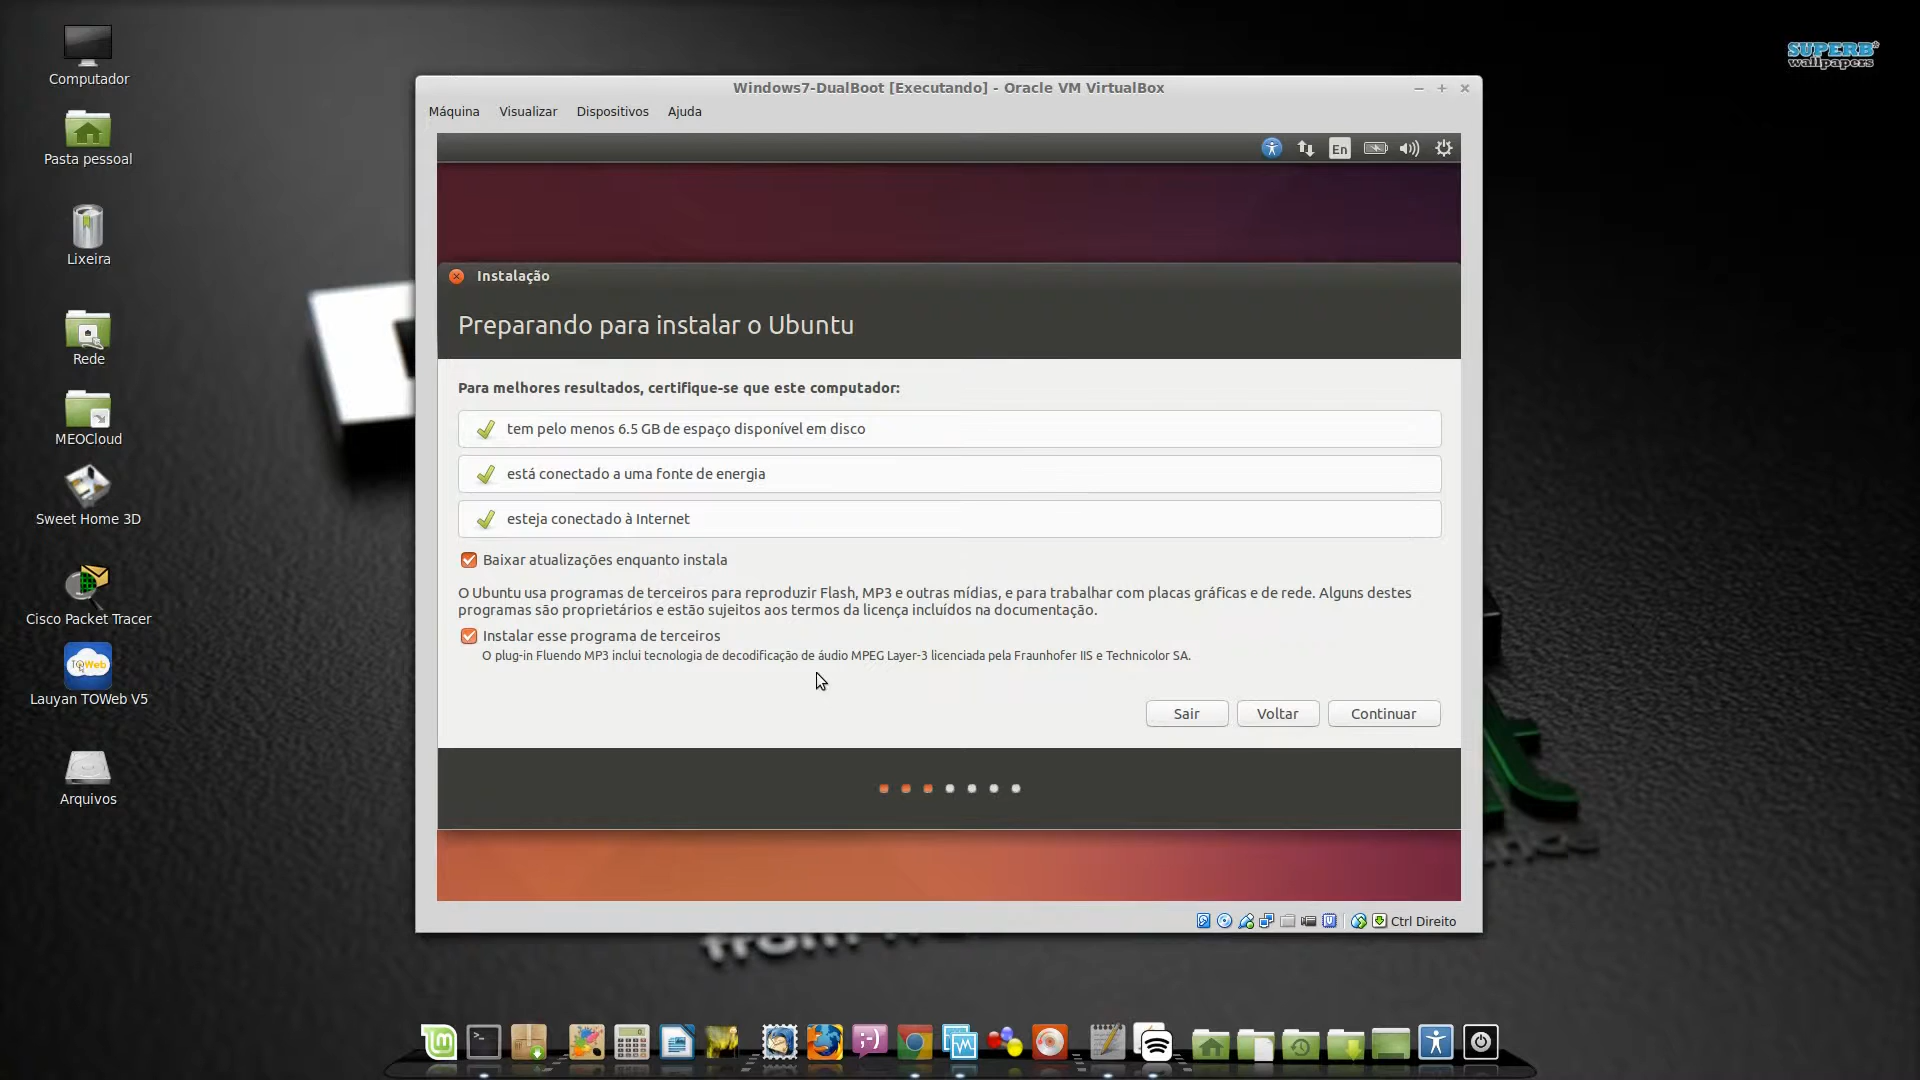 SUPERB
wallpapers
Computador
Pasta pessoal
Lixeira
Rede
MEOCloud
Sweet Home 3D
Cisco Packet Tracer
TOWeb
Lauyan TOWeb V5
Arquivos
Windows7-DualBoot [Executando] - Oracle VM VirtualBox
Máquina Visualizar Dispositivos Ajuda
En
Instalação
Preparando para instalar o Ubuntu
Para melhores resultados, certifique-se que este computador:
tem pelo menos 6.5 GB de espaço disponível em disco
está conectado a uma fonte de energia
esteja conectado à Internet
Baixar atualizações enquanto instala
O Ubuntu usa programas de terceiros para reproduzir Flash, MP3 e outras mídias, e para trabalhar com placas gráficas e de rede. Alguns destes
programas são proprietários e estão sujeitos aos termos da licença incluídos na documentação.
Instalar esse programa de terceiros
O plug-in Fluendo MP3 inclui tecnologia de decodificação de áudio MPEG Layer-3 licenciada pela Fraunhofer IIS e Technicolor SA.
Sair Voltar Continuar
Ctrl Direito
from